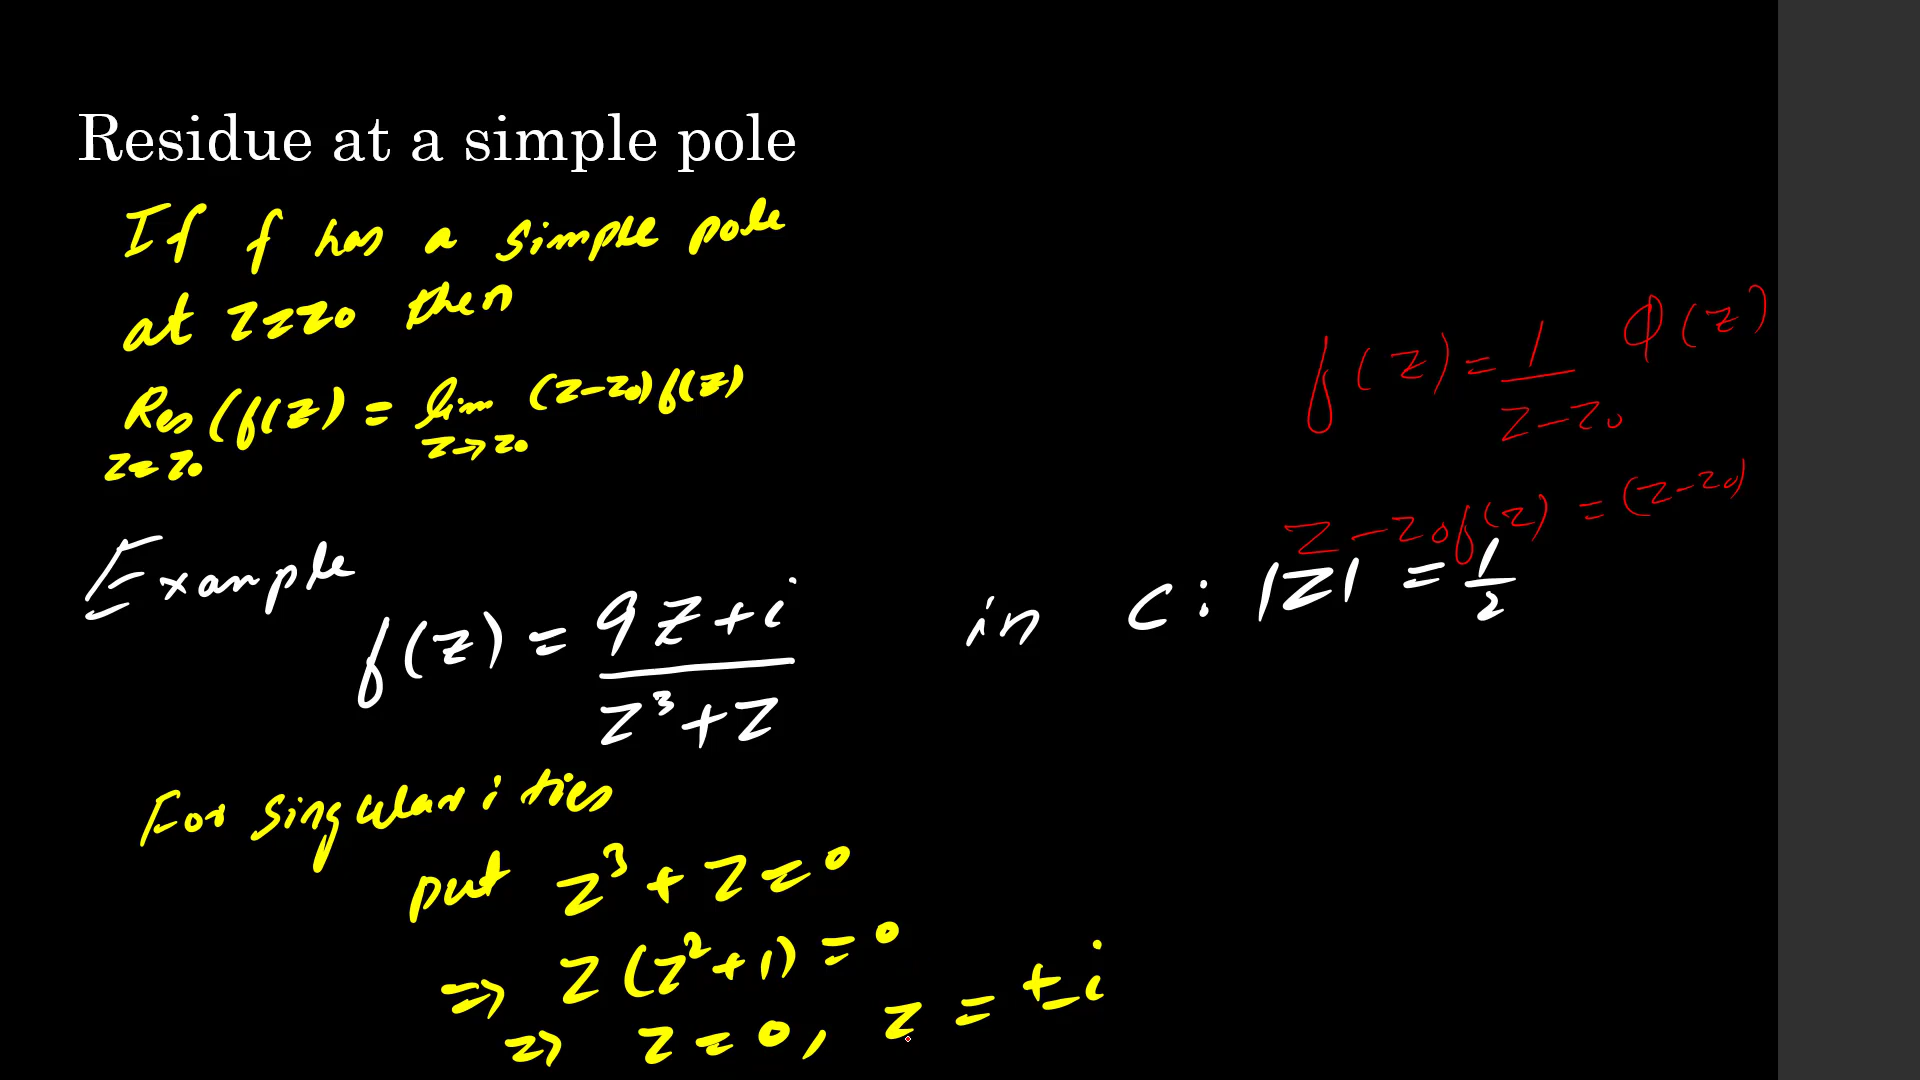 Residue at a simple pole
If f has a simple pole
at z=z0 then
Res (f(z) = lim (z-z0)f(z)
z=z0 z→z0
f(z) = 1/(z-z0) φ(z)
z-z0f(z) = (z-z0)
Example
f(z) = (9z+i)/(z³+z) in C: |z| = 1/2
For singularities
put z³+z=0
⇒ z(z²+1)=0
⇒ z=0, z=±i